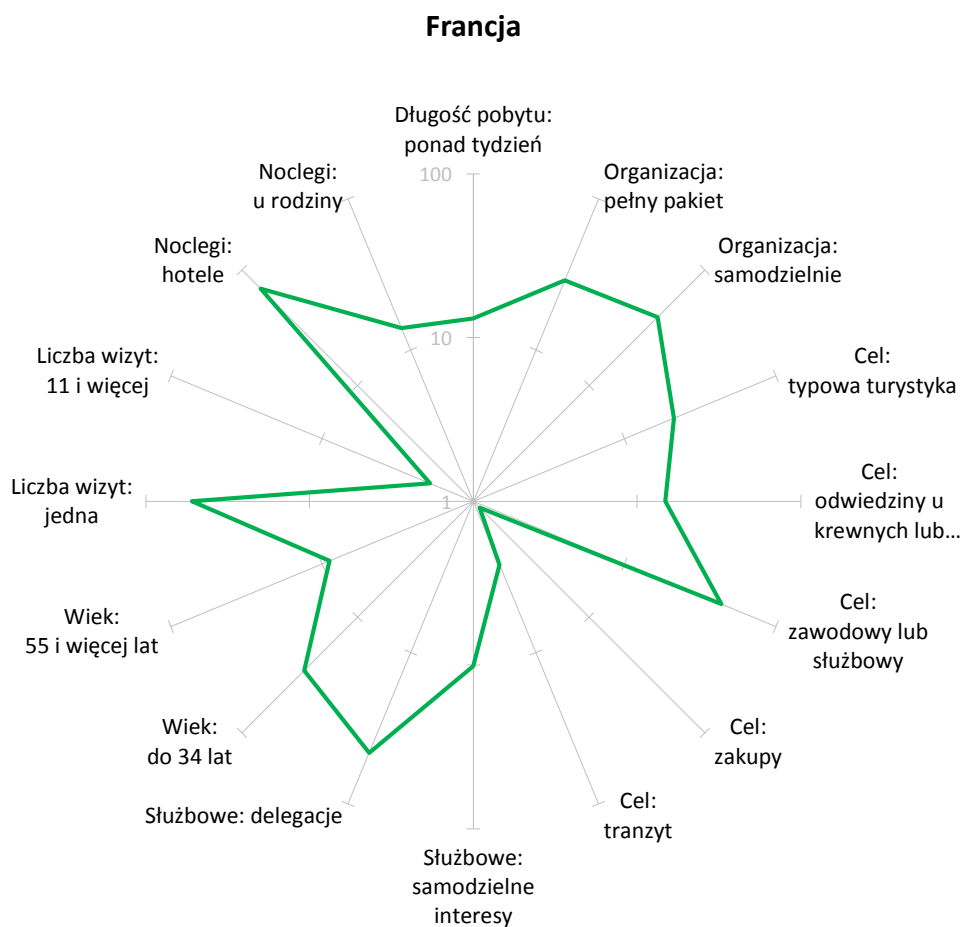 Francja
Długość pobytu:
ponad tydzień
100
10
1
Organizacja:
pełny pakiet
Organizacja:
samodzielnie
Cel:
typowa turystyka
Cel:
odwiedziny u
krewnych lub...
Cel:
zawodowy lub
służbowy
Cel:
zakupy
Cel:
tranzyt
Służbowe:
samodzielne
interesy
Służbowe: delegacje
Wiek:
do 34 lat
Wiek:
55 i więcej lat
Liczba wizyt:
jedna
Liczba wizyt:
11 i więcej
Noclegi:
hotele
Noclegi:
u rodziny